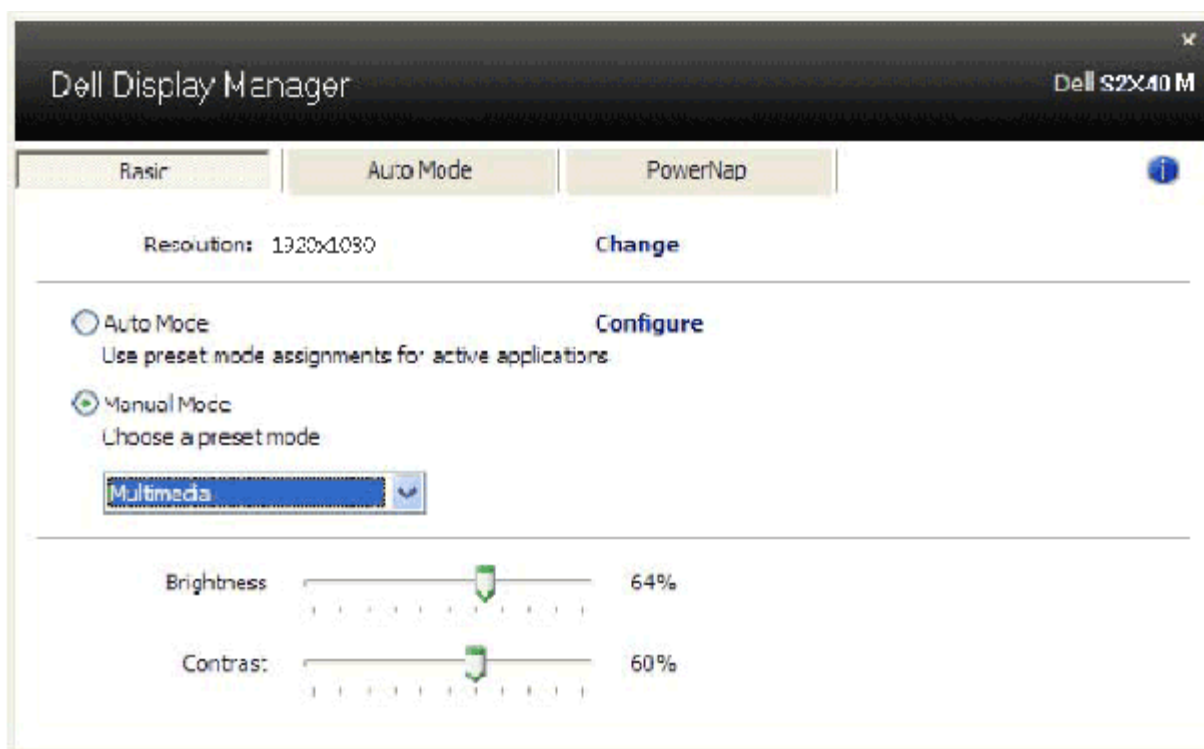 Dell Display Manager
Dell S2X40 M
Basic
Auto Mode
PowerNap
Resolution: 1920x1080
Change
Auto Mode
Configure
Use preset mode assignments for active applications
Manual Mode
Choose a preset mode
Multimedia
Brightness
64%
Contrast
60%